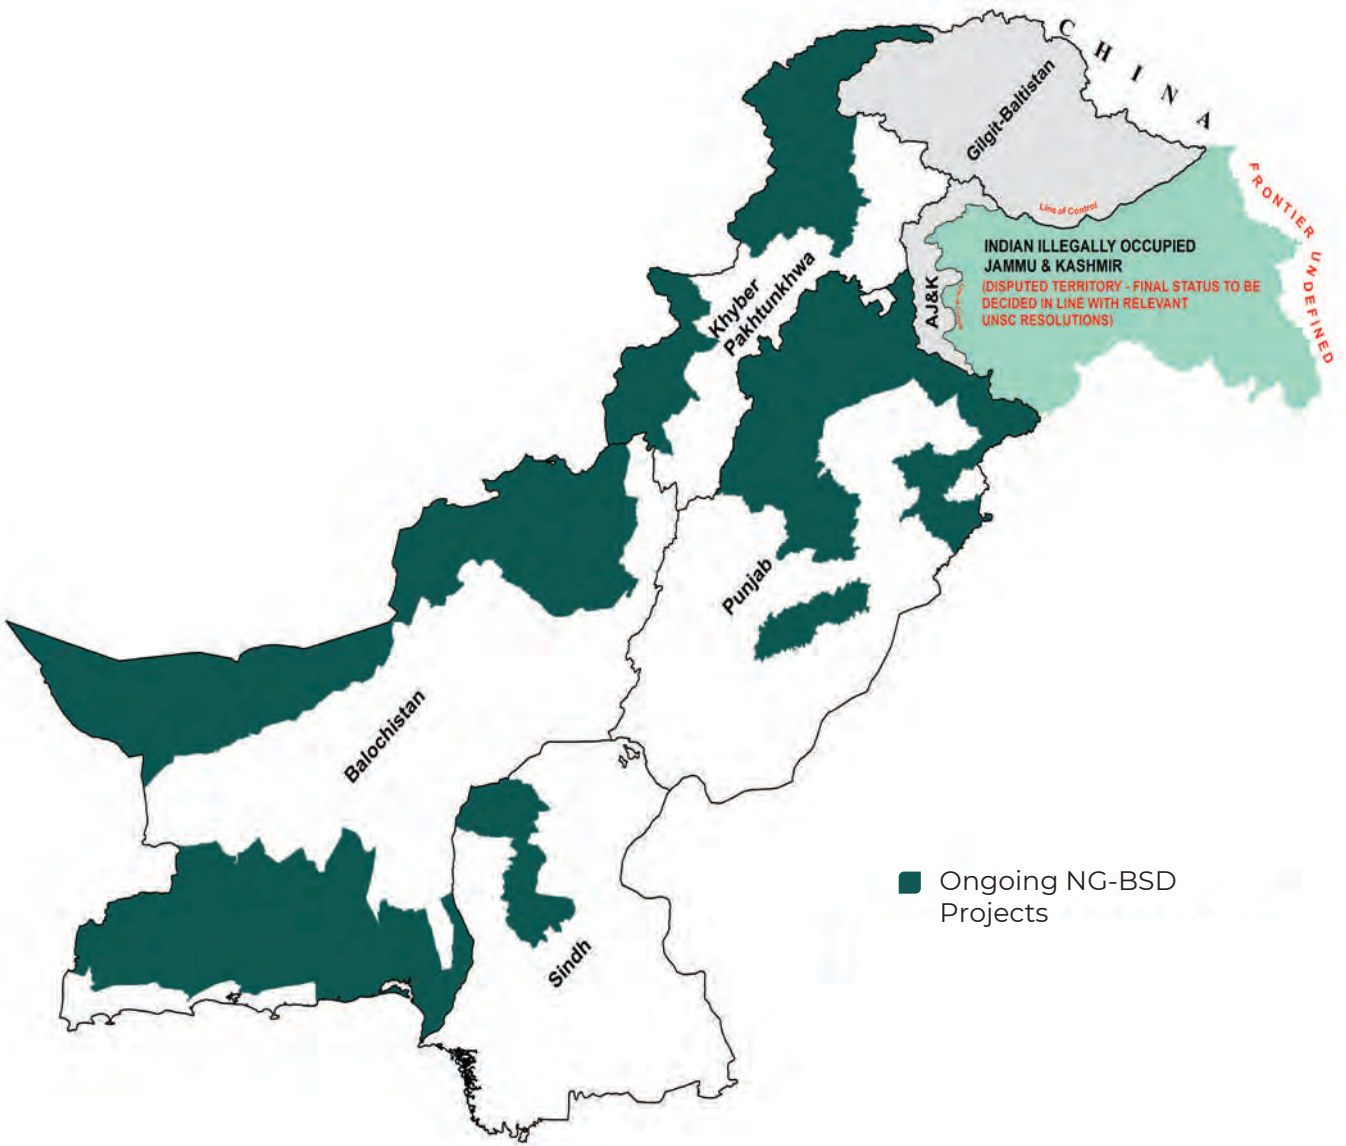 CHINA
Gilgit-Baltistan
FRONTIER UNDEFINED
Line of Control
INDIAN ILLEGALLY OCCUPIED
JAMMU & KASHMIR
(DISPUTED TERRITORY - FINAL STATUS TO BE
DECIDED IN LINE WITH RELEVANT
UNSC RESOLUTIONS)
AJ&K
Khyber
Pakhtunkhwa
Punjab
Balochistan
Sindh
Ongoing NG-BSD
Projects